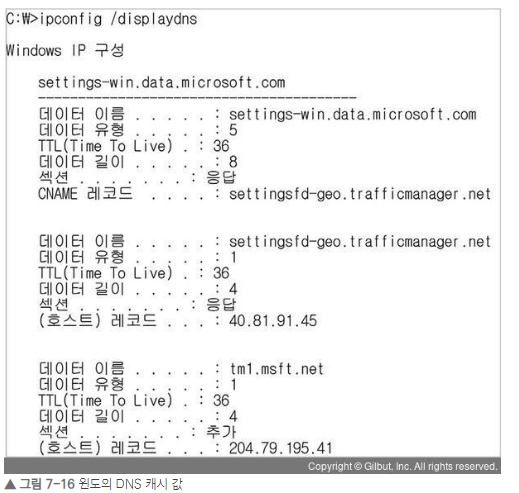 C:₩>ipconfig /displaydns
Windows IP 구성
settings-win.data.microsoft.com
----------------------------------------
데이터 이름 . . . . . : settings-win.data.microsoft.com
데이터 유형 . . . . . : 5
TTL(Time To Live) . : 36
데이터 길이 . . . . . : 8
섹션 . . . . . . . : 응답
CNAME 레코드 . . . . : settingsfd-geo.trafficmanager.net
데이터 이름 . . . . . : settingsfd-geo.trafficmanager.net
데이터 유형 . . . . . : 1
TTL(Time To Live) . : 36
데이터 길이 . . . . . : 4
섹션 . . . . . . . : 응답
(호스트) 레코드 . . . : 40.81.91.45
데이터 이름 . . . . . : tm1.msft.net
데이터 유형 . . . . . : 1
TTL(Time To Live) . : 36
데이터 길이 . . . . . : 4
섹션 . . . . . . . : 추가
(호스트) 레코드 . . . : 204.79.195.41
Copyright © Gilbut, Inc. All rights reserved.
▲ 그림 7-16 윈도의 DNS 캐시 값